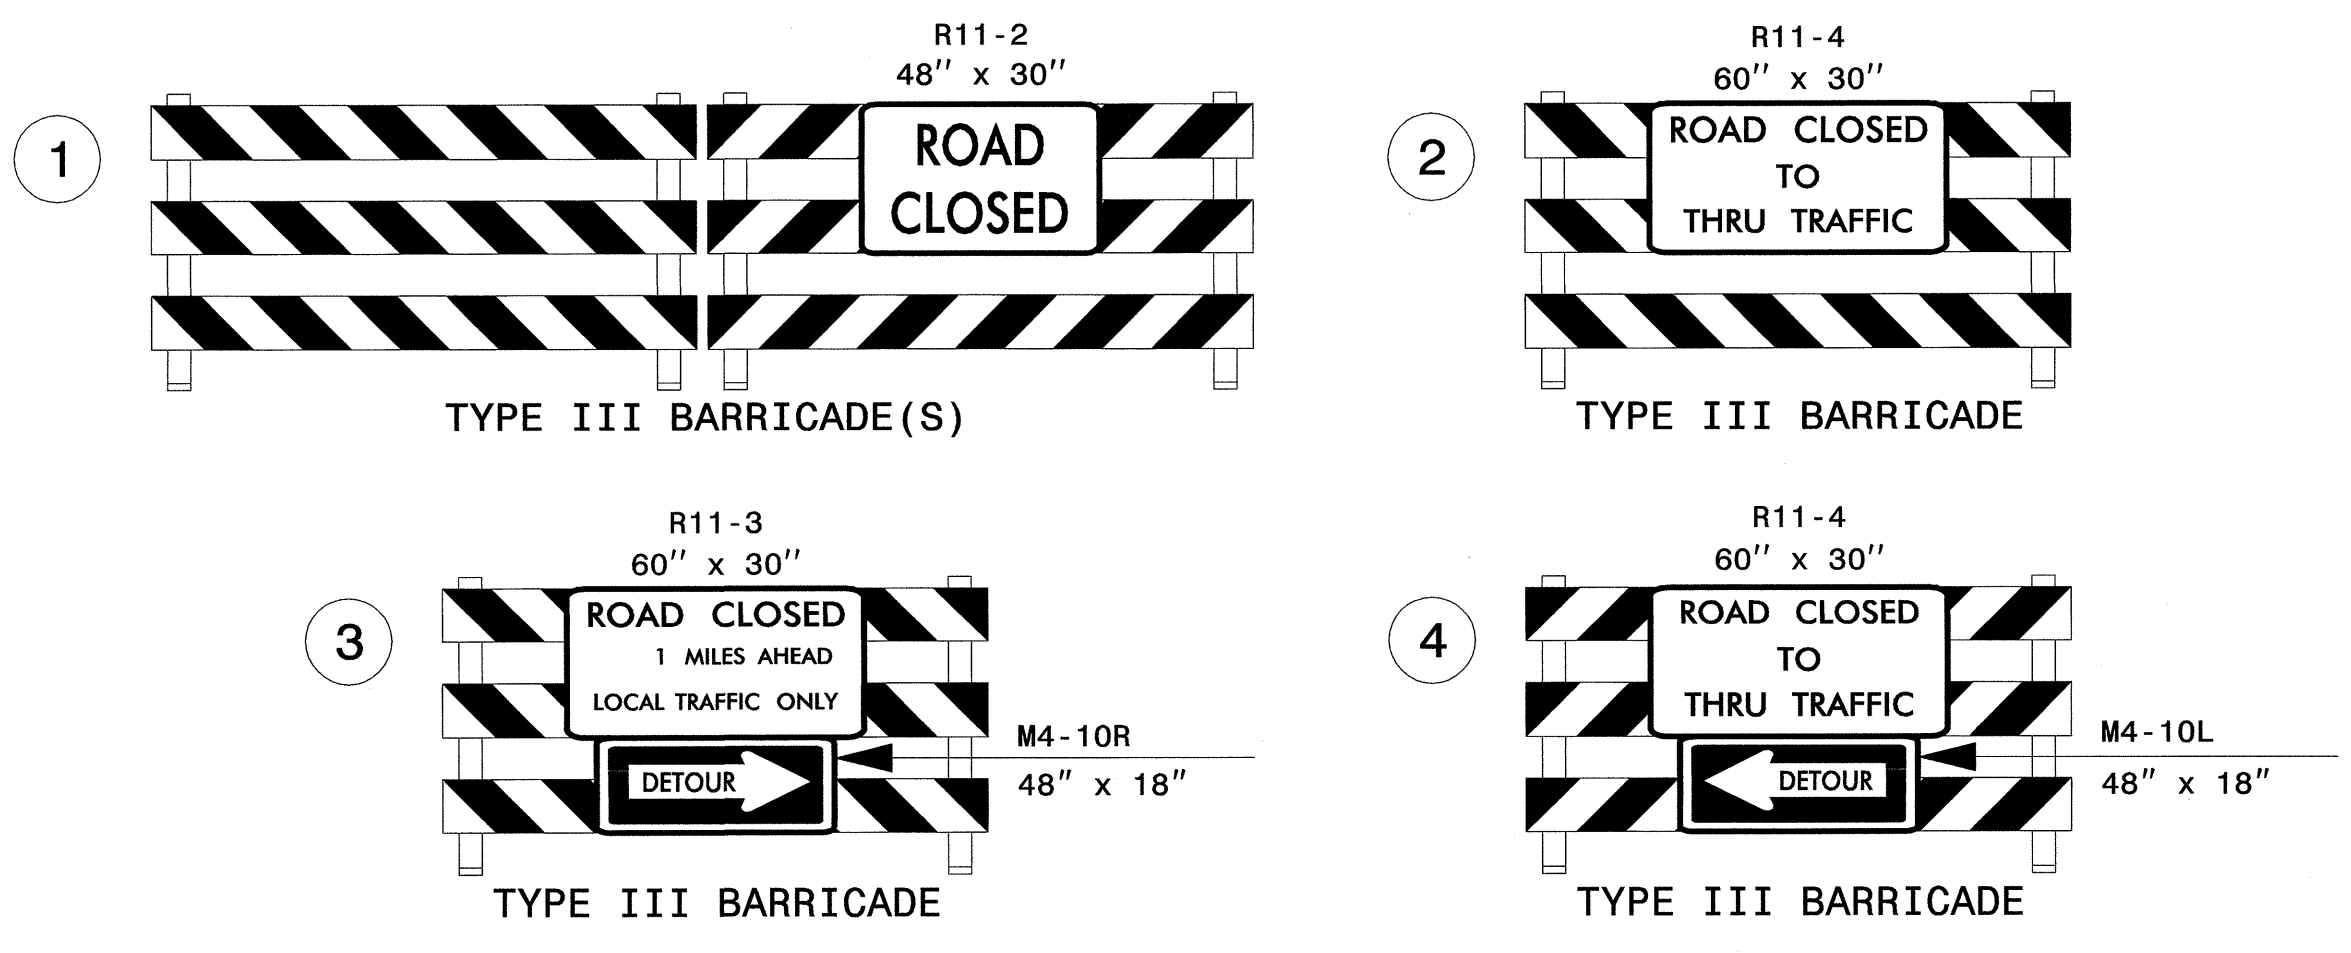 1
R11-2
48" x 30"
ROAD
CLOSED
TYPE III BARRICADE(S)
2
R11-4
60" x 30"
ROAD CLOSED
TO
THRU TRAFFIC
TYPE III BARRICADE
3
R11-3
60" x 30"
ROAD CLOSED
1 MILES AHEAD
LOCAL TRAFFIC ONLY
DETOUR
M4-10R
48" x 18"
TYPE III BARRICADE
4
R11-4
60" x 30"
ROAD CLOSED
TO
THRU TRAFFIC
DETOUR
M4-10L
48" x 18"
TYPE III BARRICADE